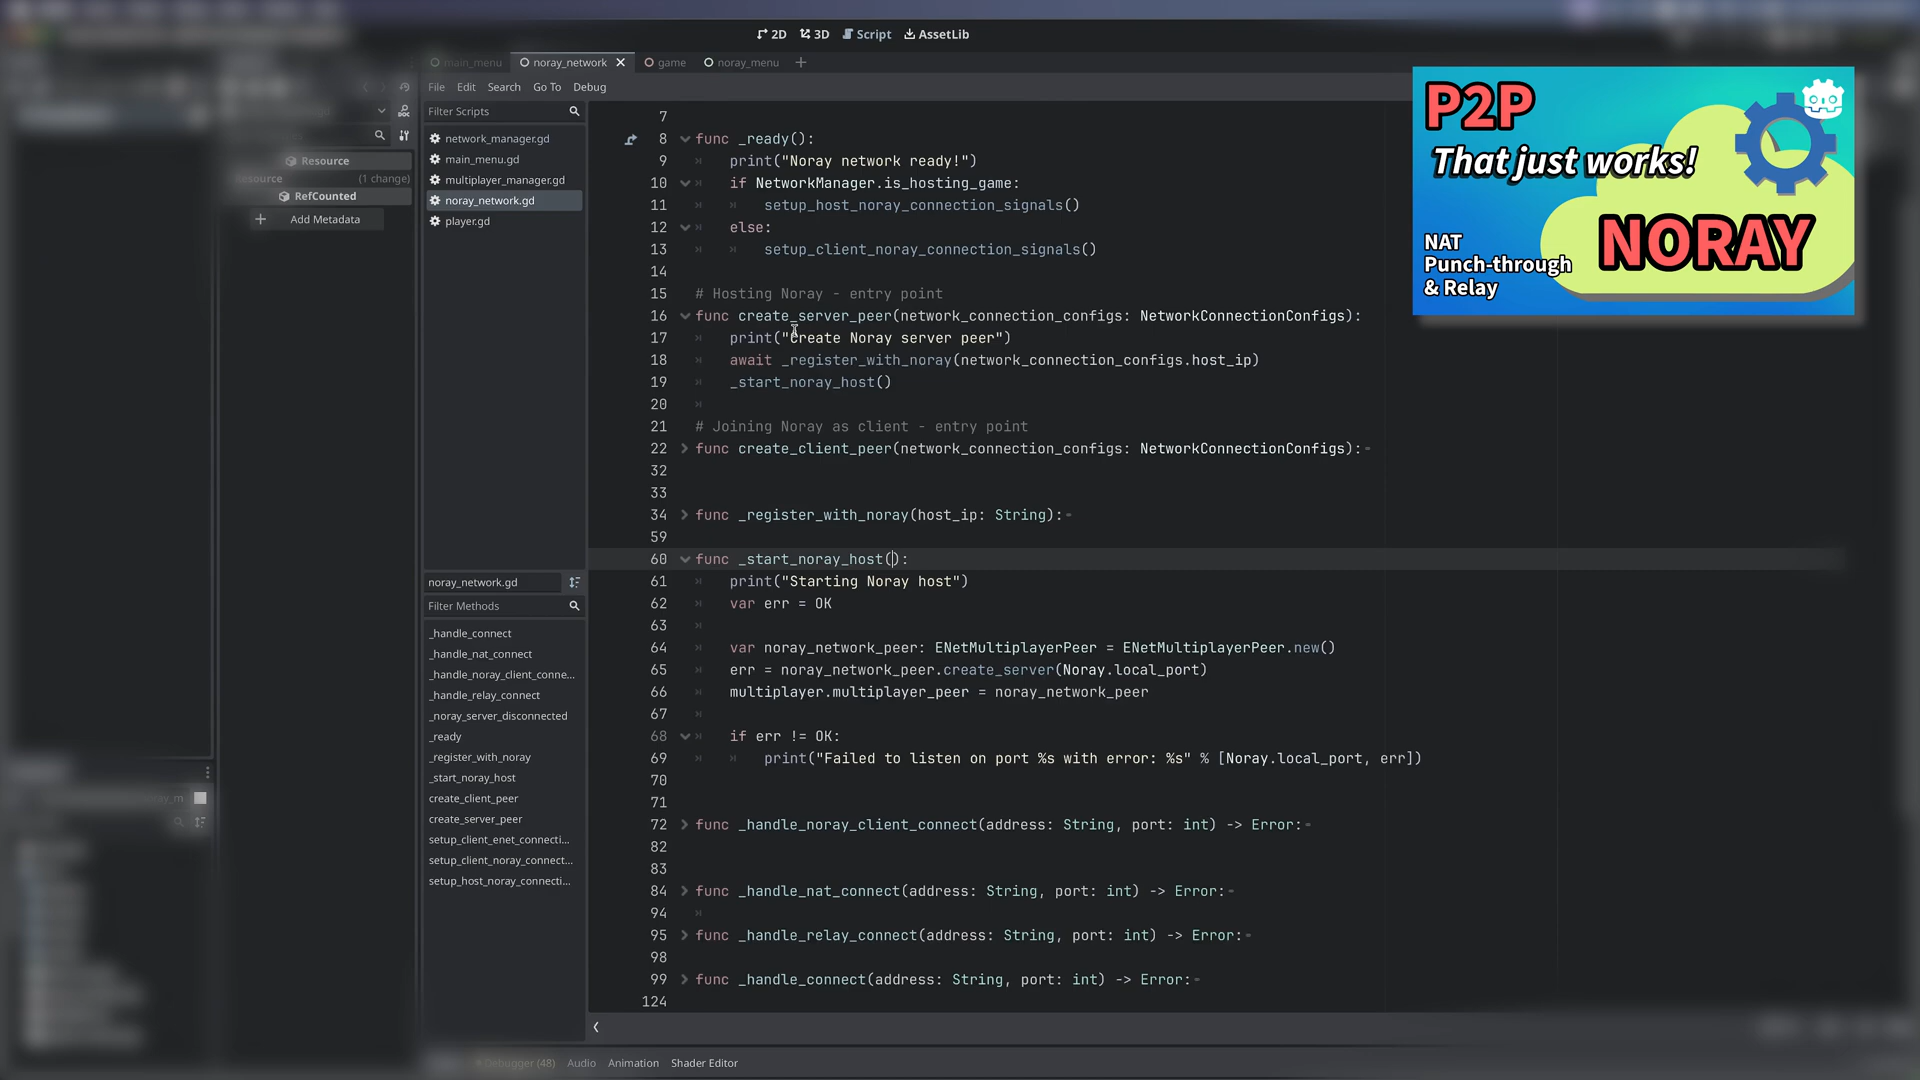 2D 3D Script AssetLib
main_menu noray_network game noray_menu
File Edit Search Go To Debug
Filter Scripts
network_manager.gd
main_menu.gd
multiplayer_manager.gd
noray_network.gd
player.gd
Resource
Resource (1 change)
RefCounted
Add Metadata
noray_network.gd
Filter Methods
_handle_connect
_handle_nat_connect
_handle_noray_client_conne...
_handle_relay_connect
_noray_server_disconnected
_ready
_register_with_noray
_start_noray_host
create_client_peer
create_server_peer
setup_client_enet_connecti...
setup_client_noray_connect...
setup_host_noray_connecti...
7
8 func _ready():
9 print("Noray network ready!")
10 if NetworkManager.is_hosting_game:
11 setup_host_noray_connection_signals()
12 else:
13 setup_client_noray_connection_signals()
14
15 # Hosting Noray - entry point
16 func create_server_peer(network_connection_configs: NetworkConnectionConfigs):
17 print("Create Noray server peer")
18 await _register_with_noray(network_connection_configs.host_ip)
19 _start_noray_host()
20
21 # Joining Noray as client - entry point
22 func create_client_peer(network_connection_configs: NetworkConnectionConfigs):
32
33
34 func _register_with_noray(host_ip: String):
59
60 func _start_noray_host():
61 print("Starting Noray host")
62 var err = OK
63
64 var noray_network_peer: ENetMultiplayerPeer = ENetMultiplayerPeer.new()
65 err = noray_network_peer.create_server(Noray.local_port)
66 multiplayer.multiplayer_peer = noray_network_peer
67
68 if err != OK:
69 print("Failed to listen on port %s with error: %s" % [Noray.local_port, err])
70
71
72 func _handle_noray_client_connect(address: String, port: int) -> Error:
82
83
84 func _handle_nat_connect(address: String, port: int) -> Error:
94
95 func _handle_relay_connect(address: String, port: int) -> Error:
98
99 func _handle_connect(address: String, port: int) -> Error:
124
Debugger (48) Audio Animation Shader Editor
P2P
That just works!
NORAY
NAT
Punch-through
& Relay